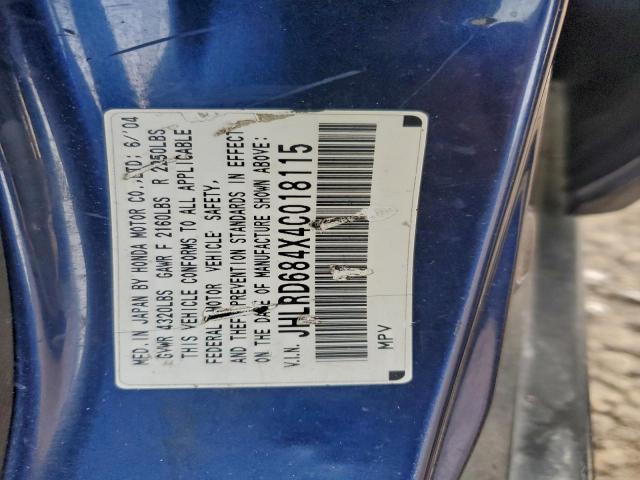 MFD. IN JAPAN BY HONDA MOTOR CO.,LTD; 6/'04
GVWR 4320LBS GAWR F 2160LBS R 2250LBS
THIS VEHICLE CONFORMS TO ALL APPLICABLE
FEDERAL MOTOR VEHICLE SAFETY,
AND THEFT PREVENTION STANDARDS IN EFFECT
ON THE DATE OF MANUFACTURE SHOWN ABOVE:
V.I.N. JHLRD684X4C018115
MPV